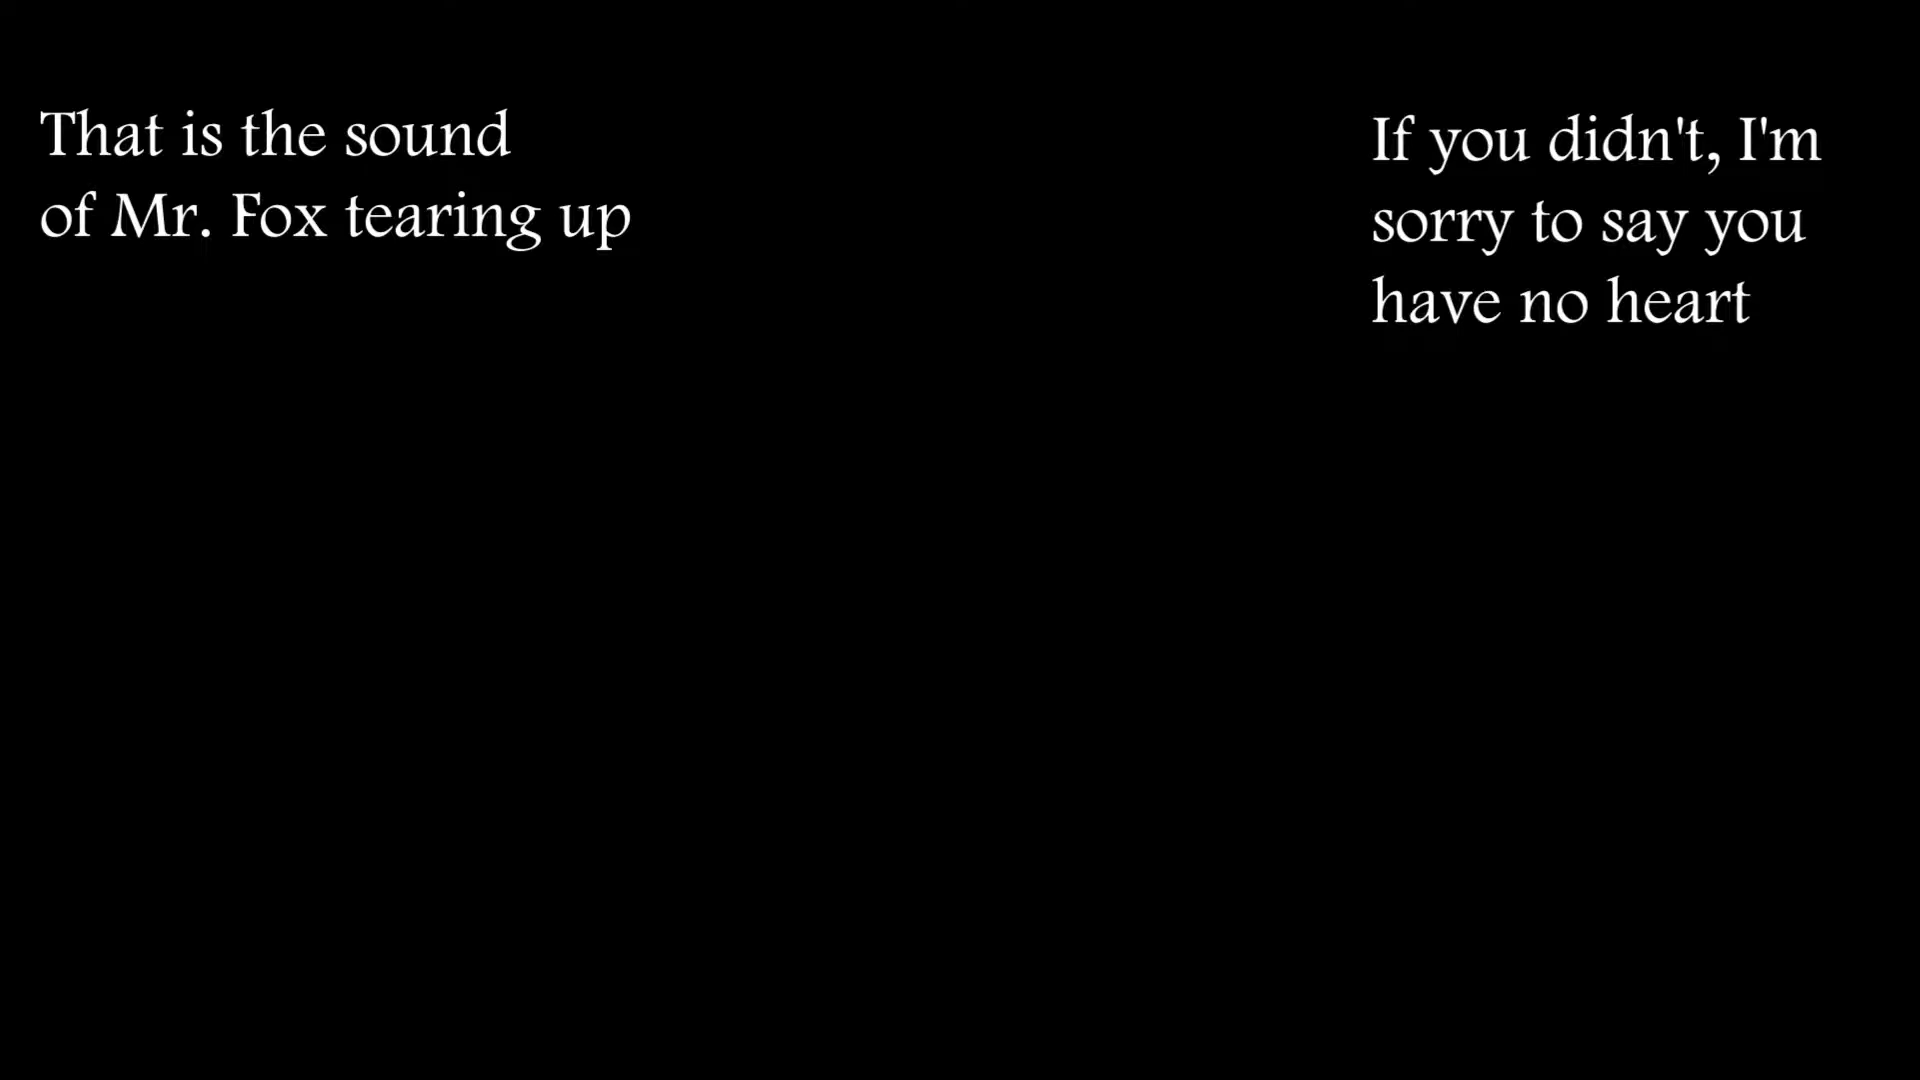 That is the sound
of Mr. Fox tearing up
If you didn't, I'm
sorry to say you
have no heart